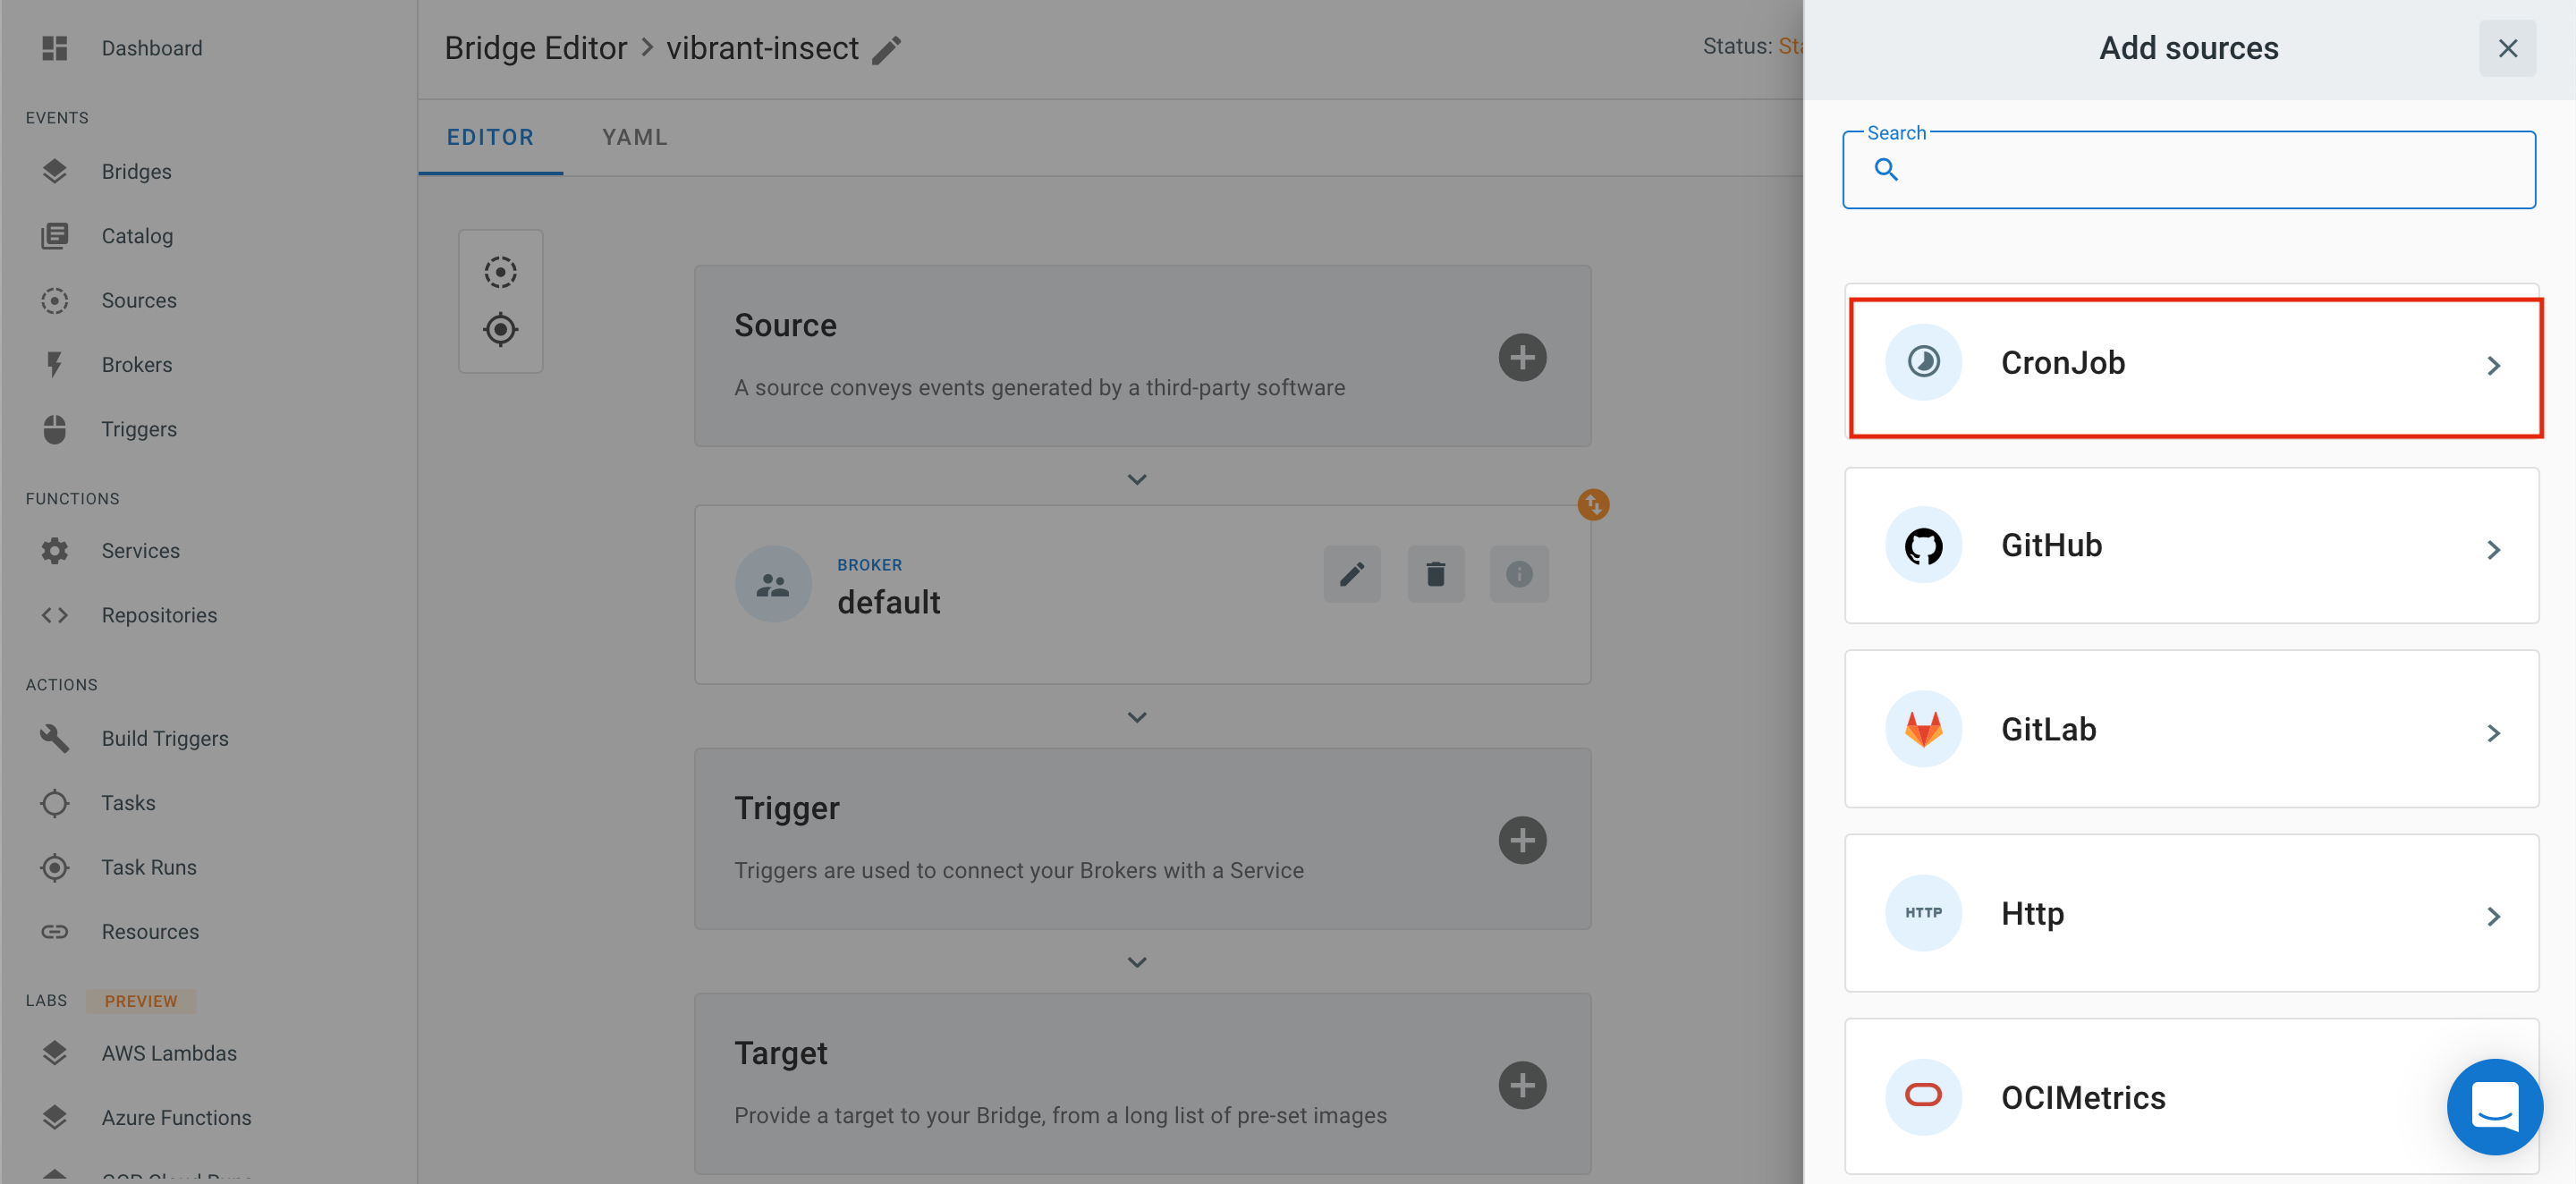 Dashboard
EVENTS
Bridges
Catalog
Sources
Brokers
Triggers
FUNCTIONS
Services
Repositories
ACTIONS
Build Triggers
Tasks
Task Runs
Resources
LABS PREVIEW
AWS Lambdas
Azure Functions
Bridge Editor > vibrant-insect
Status:
EDITOR YAML
Source
A source conveys events generated by a third-party software
BROKER
default
Trigger
Triggers are used to connect your Brokers with a Service
Target
Provide a target to your Bridge, from a long list of pre-set images
Add sources
Search
CronJob
GitHub
GitLab
HTTP Http
OCIMetrics